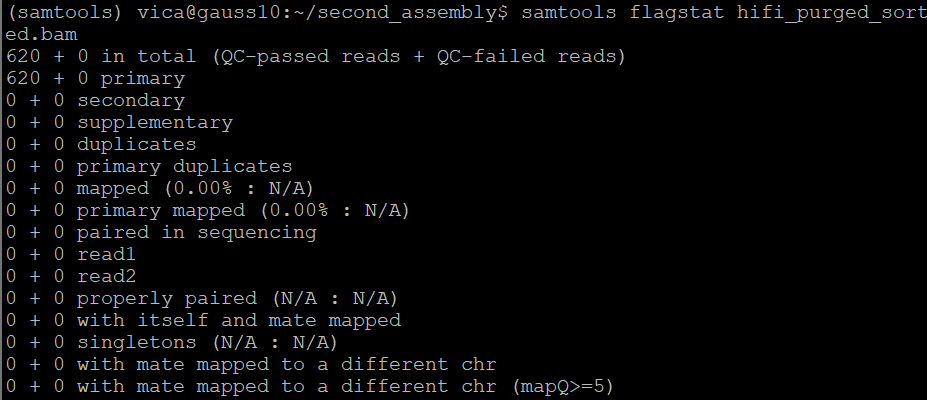 (samtools) vica@gauss10:~/second_assembly$ samtools flagstat hifi_purged_sort
ed.bam
620 + 0 in total (QC-passed reads + QC-failed reads)
620 + 0 primary
0 + 0 secondary
0 + 0 supplementary
0 + 0 duplicates
0 + 0 primary duplicates
0 + 0 mapped (0.00% : N/A)
0 + 0 primary mapped (0.00% : N/A)
0 + 0 paired in sequencing
0 + 0 read1
0 + 0 read2
0 + 0 properly paired (N/A : N/A)
0 + 0 with itself and mate mapped
0 + 0 singletons (N/A : N/A)
0 + 0 with mate mapped to a different chr
0 + 0 with mate mapped to a different chr (mapQ>=5)